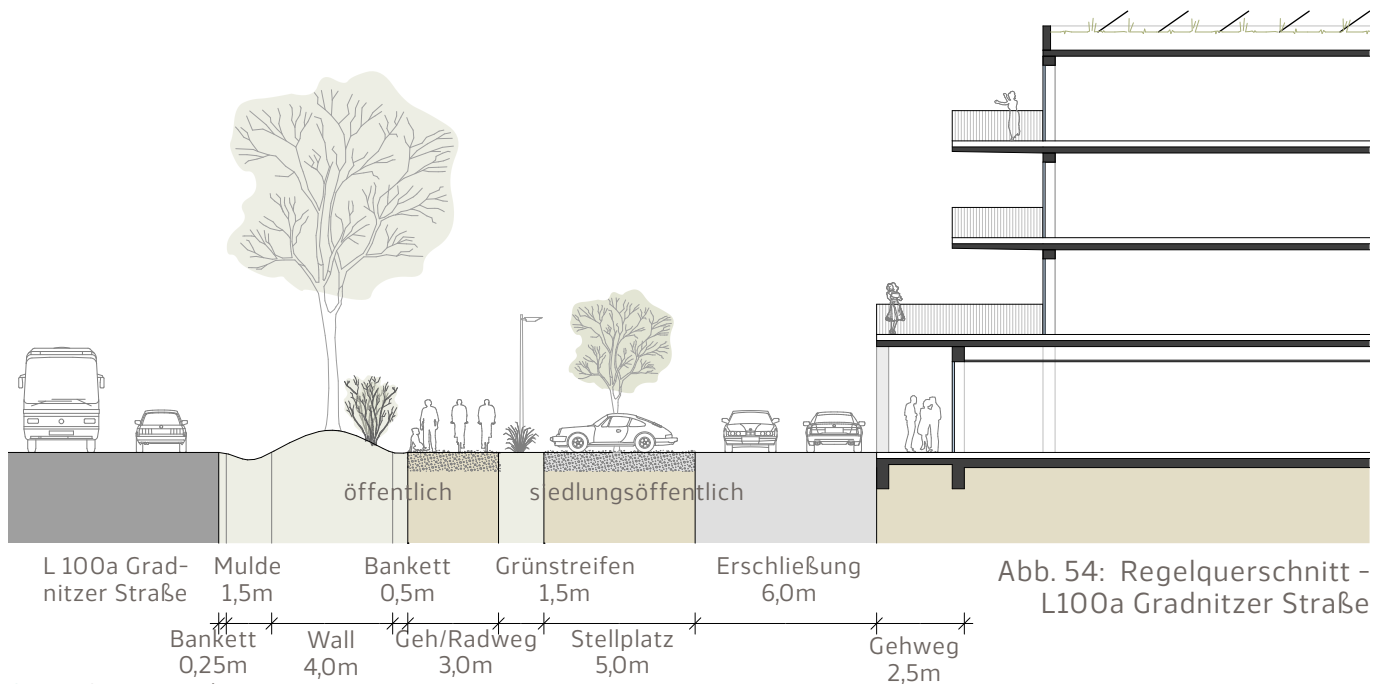 öffentlich
siedlungsöffentlich
L 100a Grad-
nitzer Straße
Mulde
1,5m
Bankett
0,5m
Grünstreifen
1,5m
Erschließung
6,0m
Abb. 54: Regelquerschnitt -
L100a Gradnitzer Straße
Bankett
0,25m
Wall
4,0m
Geh/Radweg
3,0m
Stellplatz
5,0m
Gehweg
2,5m